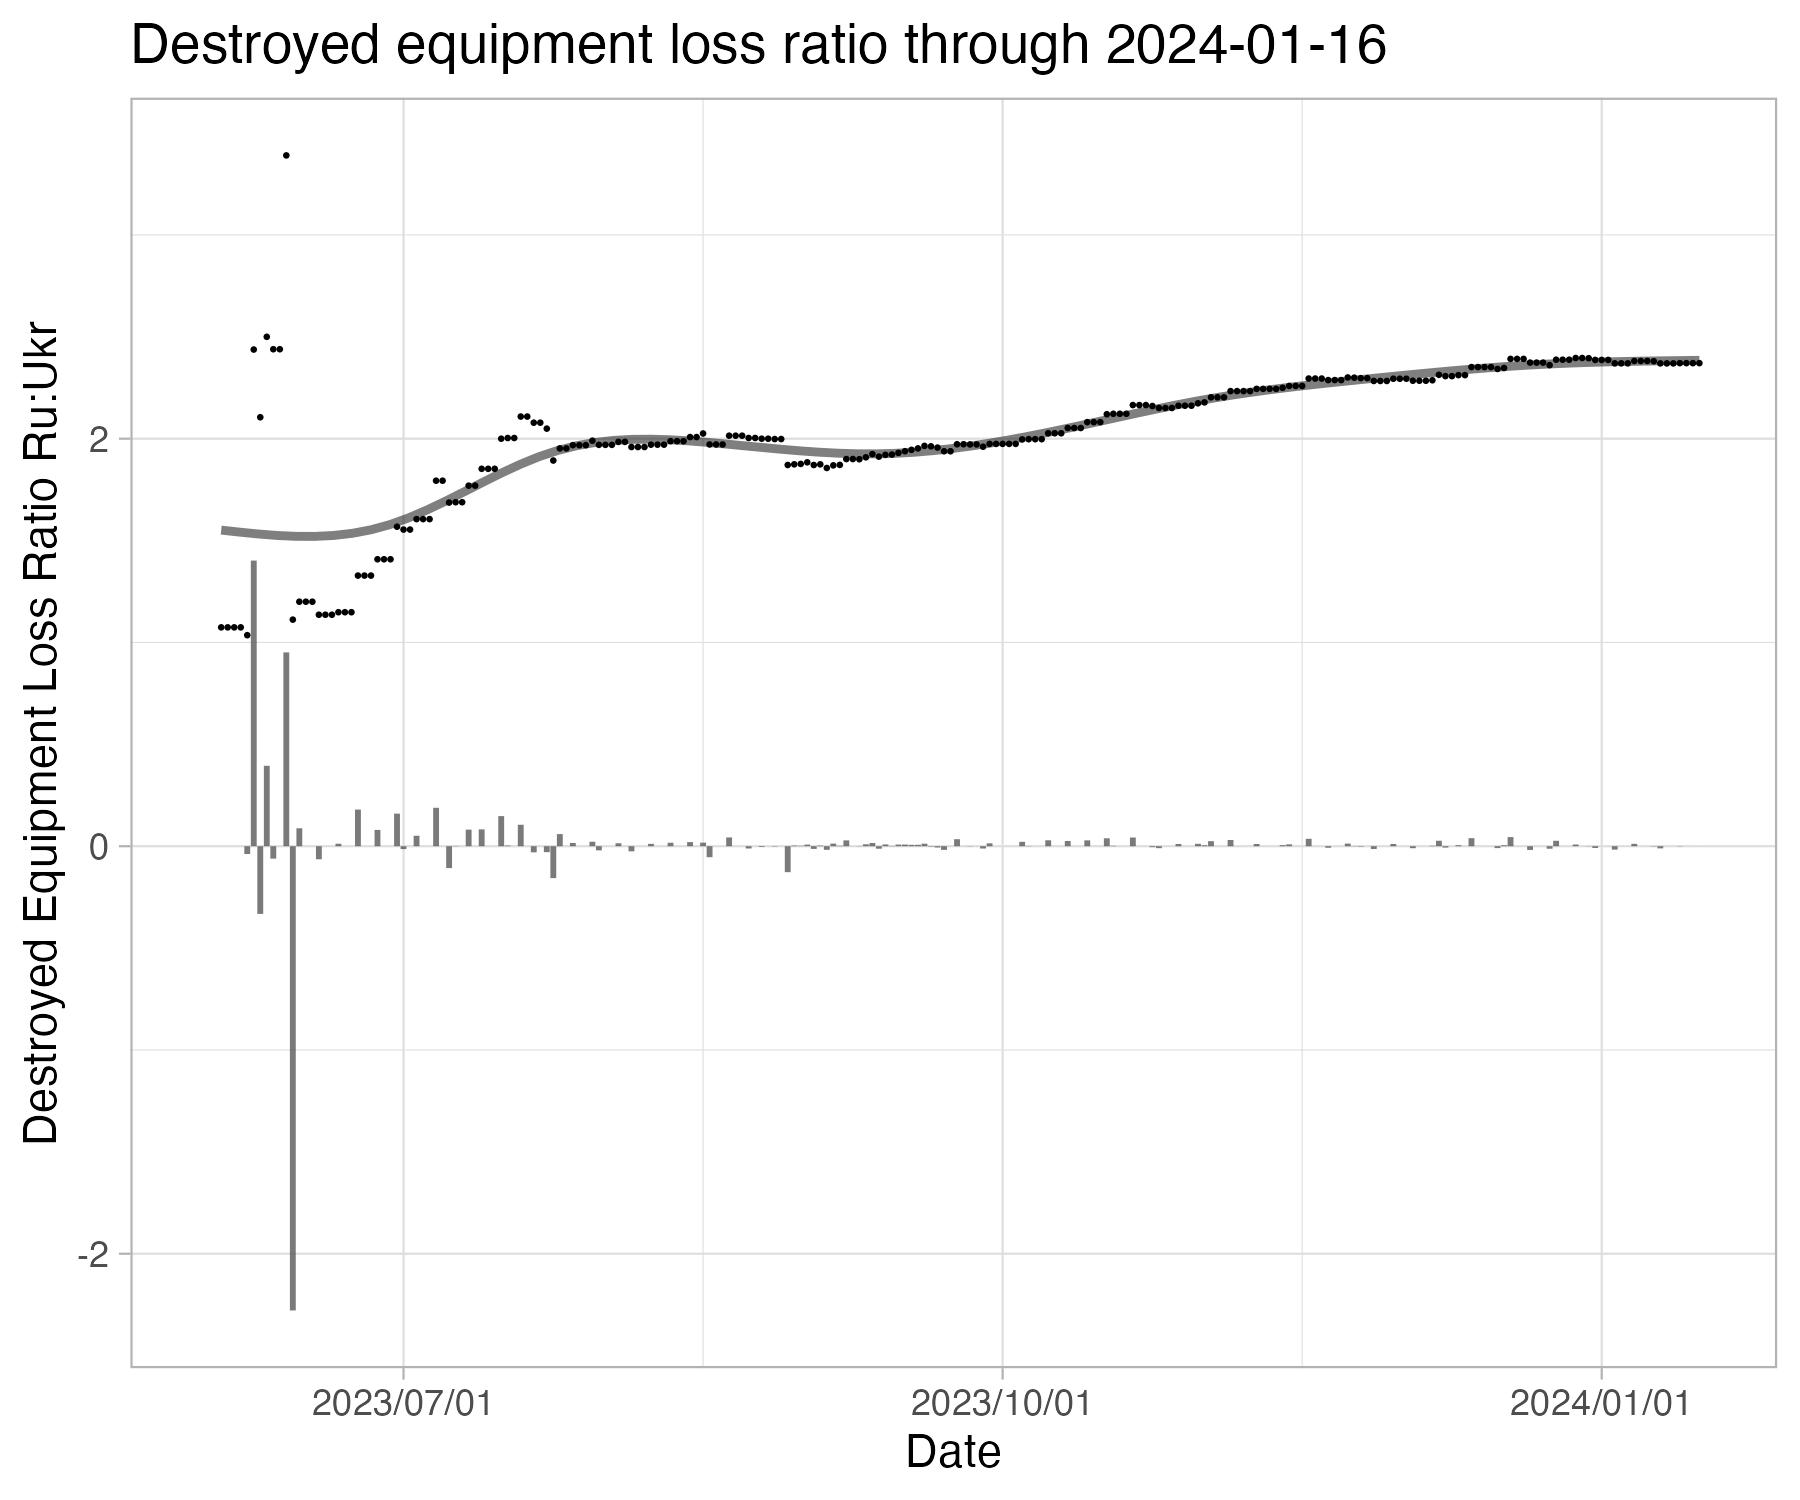 Destroyed equipment loss ratio through 2024-01-16
Destroyed Equipment Loss Ratio Ru:Ukr
2
0
-2
2023/07/01
2023/10/01
2024/01/01
Date